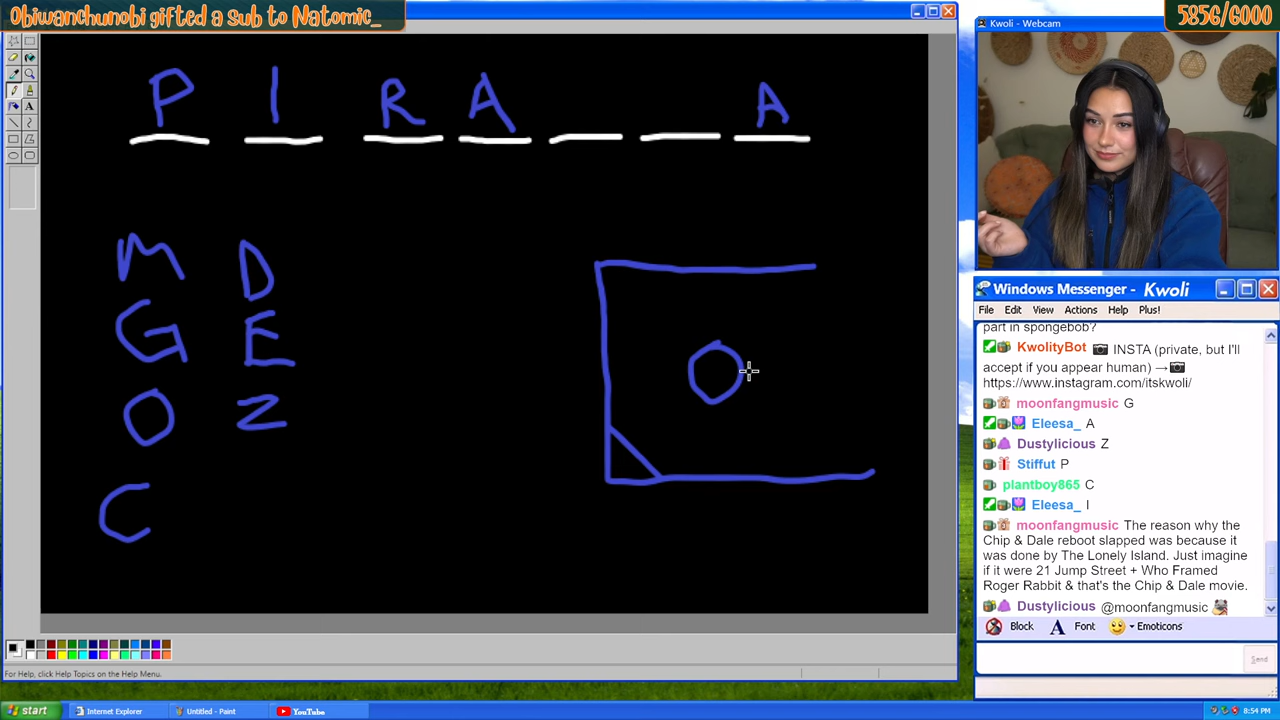 Obiwanchunobi gifted a sub to Natomic_
5856/6000
Kwoli - Webcam
P I R A A
M D
G E
O Z
C
Windows Messenger - Kwoli
File Edit View Actions Help Plus!
part in spongebob?
KwolityBot INSTA (private, but I'll
accept if you appear human) →
https://www.instagram.com/itskwoli/
moonfangmusic G
Eleesa_ A
Dustylicious Z
Stiffut P
plantboy865 C
Eleesa_ I
moonfangmusic The reason why the
Chip & Dale reboot slapped was because it
was done by The Lonely Island. Just imagine
if it were 21 Jump Street + Who Framed
Roger Rabbit & that's the Chip & Dale movie.
Dustylicious @moonfangmusic
Block A Font Emoticons
Send
For Help, click Help Topics on the Help Menu.
start Internet Explorer Untitled - Paint YouTube 8:54 PM